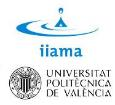 iiama
UNIVERSITAT
POLITÈCNICA
DE VALÈNCIA